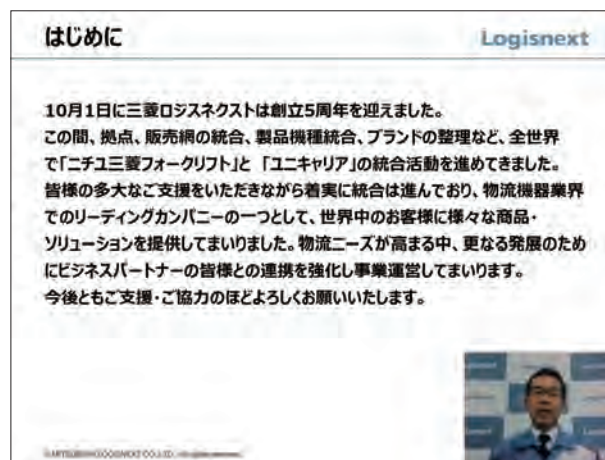 はじめに
Logisnext
10月1日に三菱ロジスネクストは創立5周年を迎えました。
この間、拠点、販売網の統合、製品機種統合、ブランドの整理など、全世界
で「ニチユ三菱フォークリフト」と 「ユニキャリア」の統合活動を進めてきました。
皆様の多大なご支援をいただきながら着実に統合は進んでおり、物流機器業界
でのリーディングカンパニーの一つとして、世界中のお客様に様々な商品・
ソリューションを提供してまいりました。物流ニーズが高まる中、更なる発展のため
にビジネスパートナーの皆様との連携を強化し事業運営してまいります。
今後ともご支援・ご協力のほどよろしくお願いいたします。